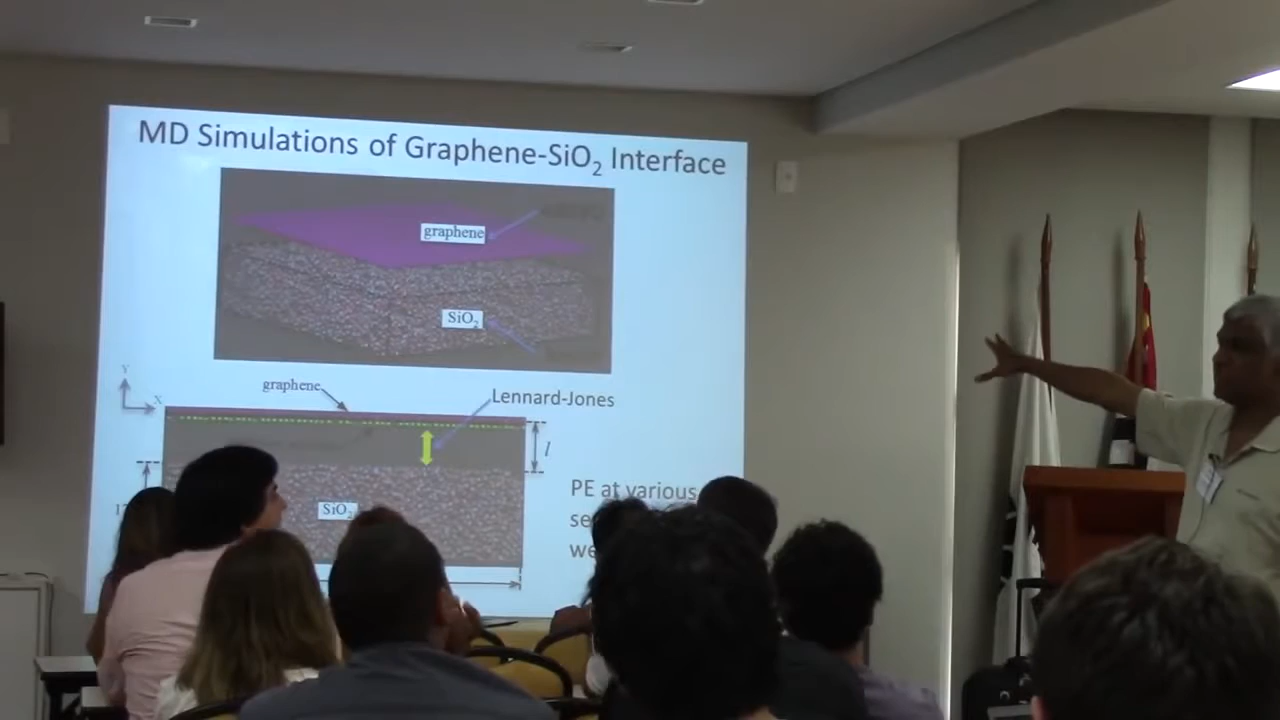 MD Simulations of Graphene-SiO₂ Interface
graphene
SiO₂
Y
X
graphene
Lennard-Jones
l
SiO₂
PE at various
se
we